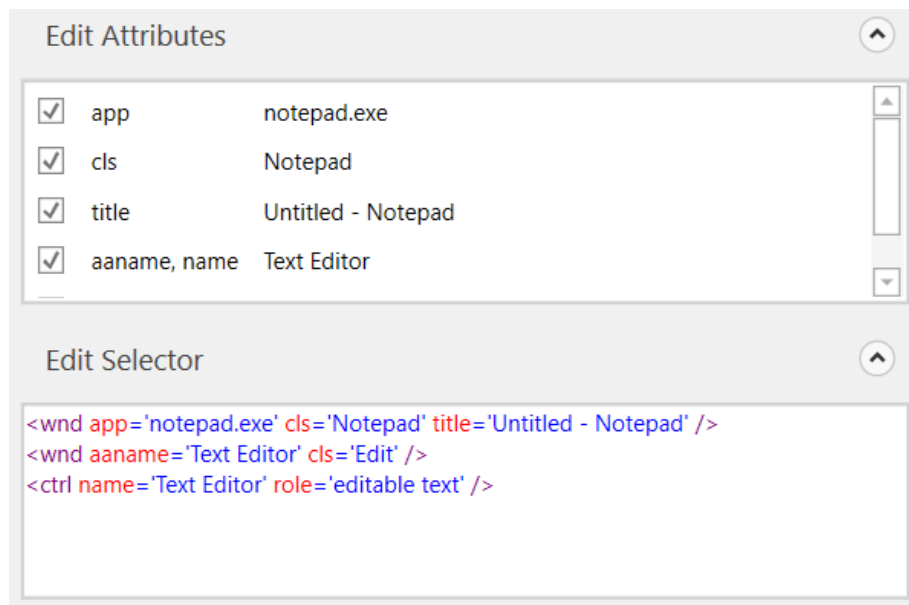 Edit Attributes
app notepad.exe
cls Notepad
title Untitled - Notepad
aaname, name Text Editor
Edit Selector
<wnd app='notepad.exe' cls='Notepad' title='Untitled - Notepad' />
<wnd aaname='Text Editor' cls='Edit' />
<ctrl name='Text Editor' role='editable text' />